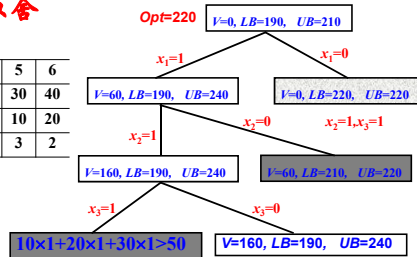 舍
Opt=220
V=0, LB=190, UB=210
x₁=1
x₁=0
5 6
30 40
10 20
3 2
V=60, LB=190, UB=240
V=0, LB=220, UB=220
x₂=1
x₂=0
x₂=1,x₃=1
V=160, LB=190, UB=240
V=60, LB=210, UB=220
x₃=1
x₃=0
10×1+20×1+30×1>50
V=160, LB=190, UB=240